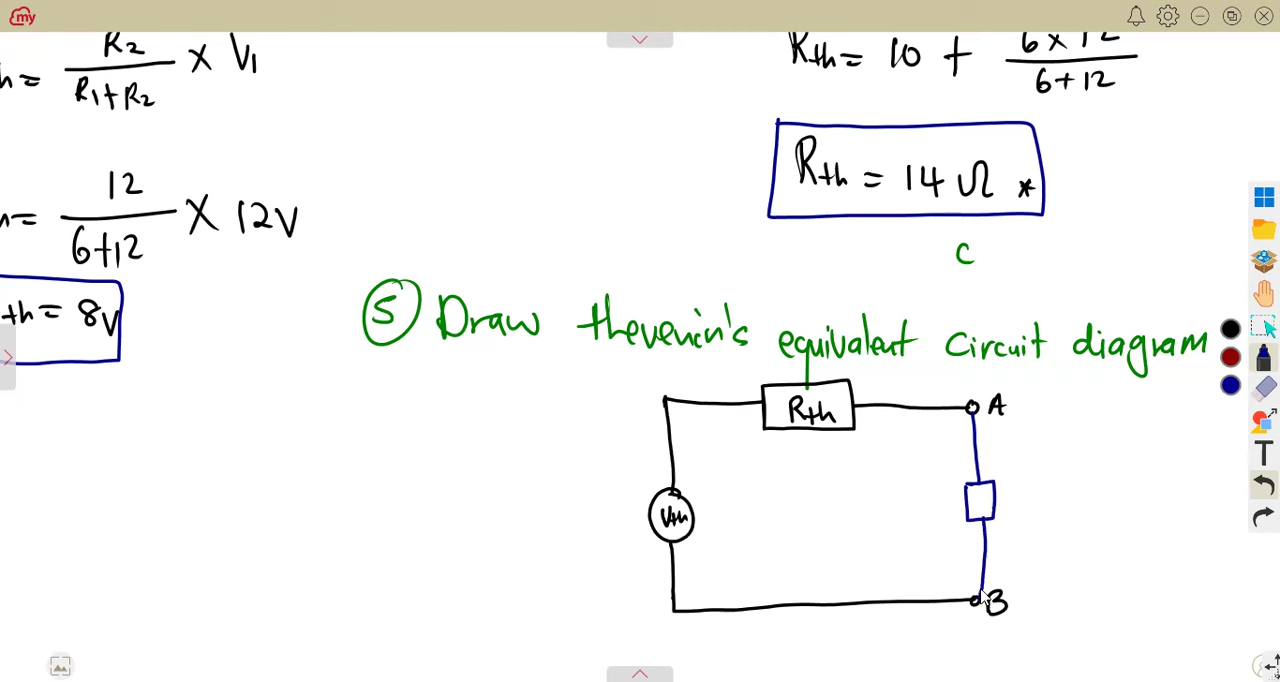 my
h = R2 / R1+R2 × V1
= 12 / 6+12 × 12V
th = 8V
Rth = 10 + 6 × 12 / 6+12
Rth = 14 Ω *
C
5 Draw thevenin's equivalent circuit diagram
Rth
A
Vth
B
T